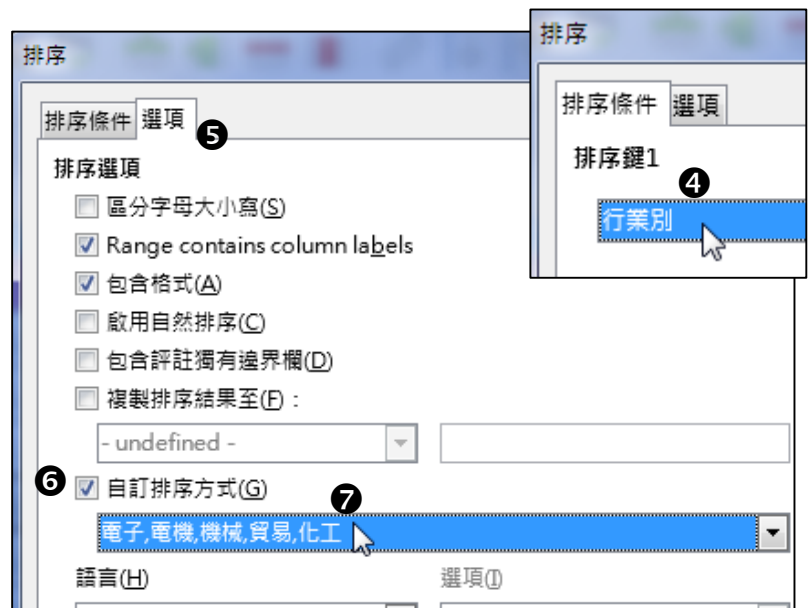 排序
排序條件 選項
❺
排序選項
區分字母大小寫(S)
Range contains column labels
包含格式(A)
啟用自然排序(C)
包含評註獨有邊界欄(D)
複製排序結果至(F)：
- undefined -
❻ 自訂排序方式(G)
❼
電子,電機,機械,貿易,化工
語言(H) 選項(I)
排序
排序條件 選項
排序鍵1
❹
行業別